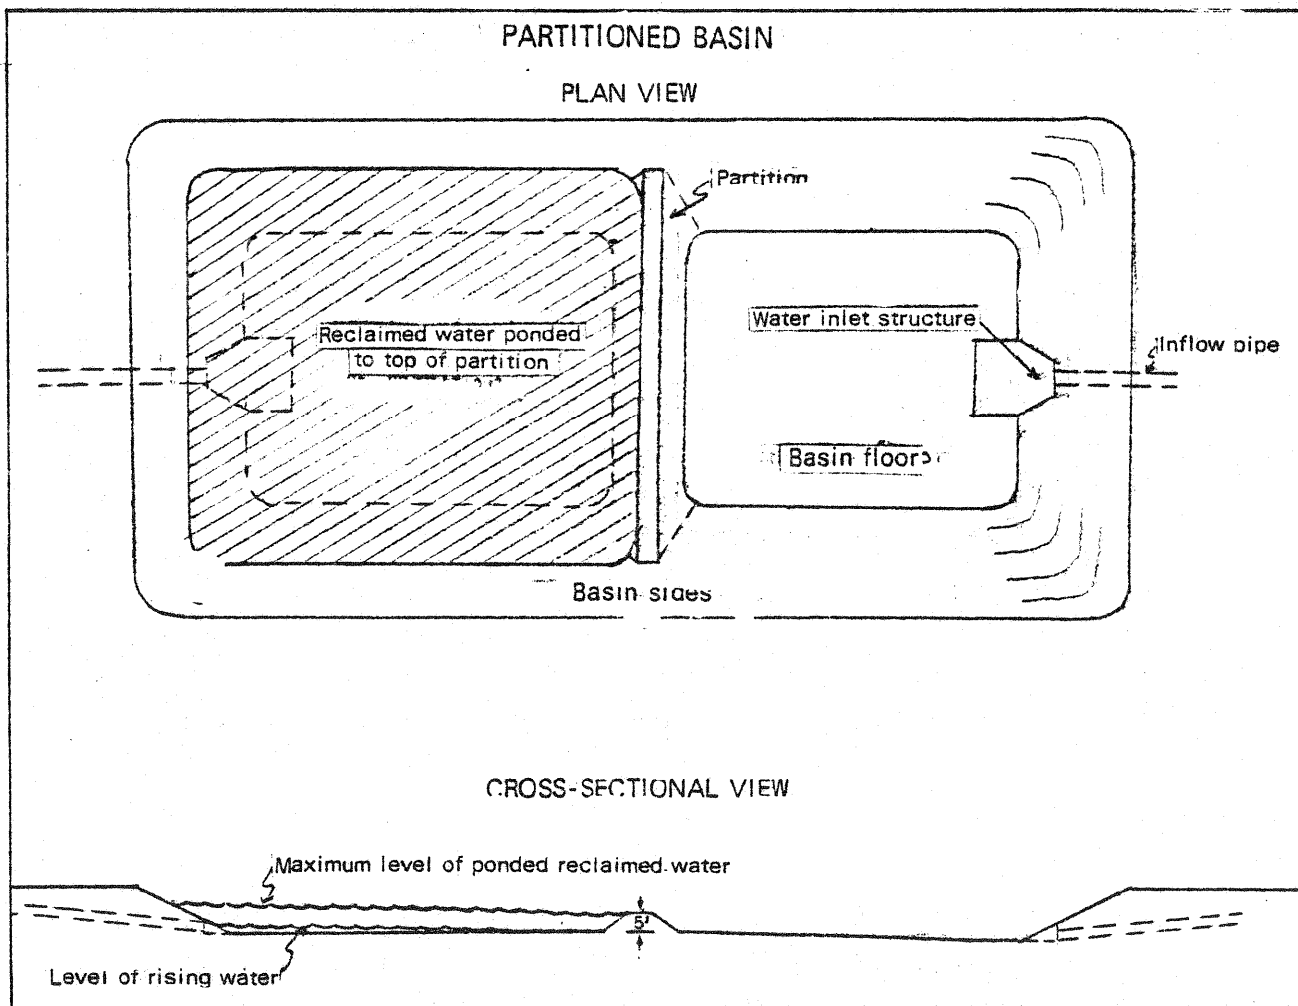 PARTITIONED BASIN
PLAN VIEW
Partition
Reclaimed water ponded
to top of partition
Water inlet structure
Inflow pipe
Basin floor
Basin sides
CROSS-SECTIONAL VIEW
Maximum level of ponded reclaimed water
5'
Level of rising water